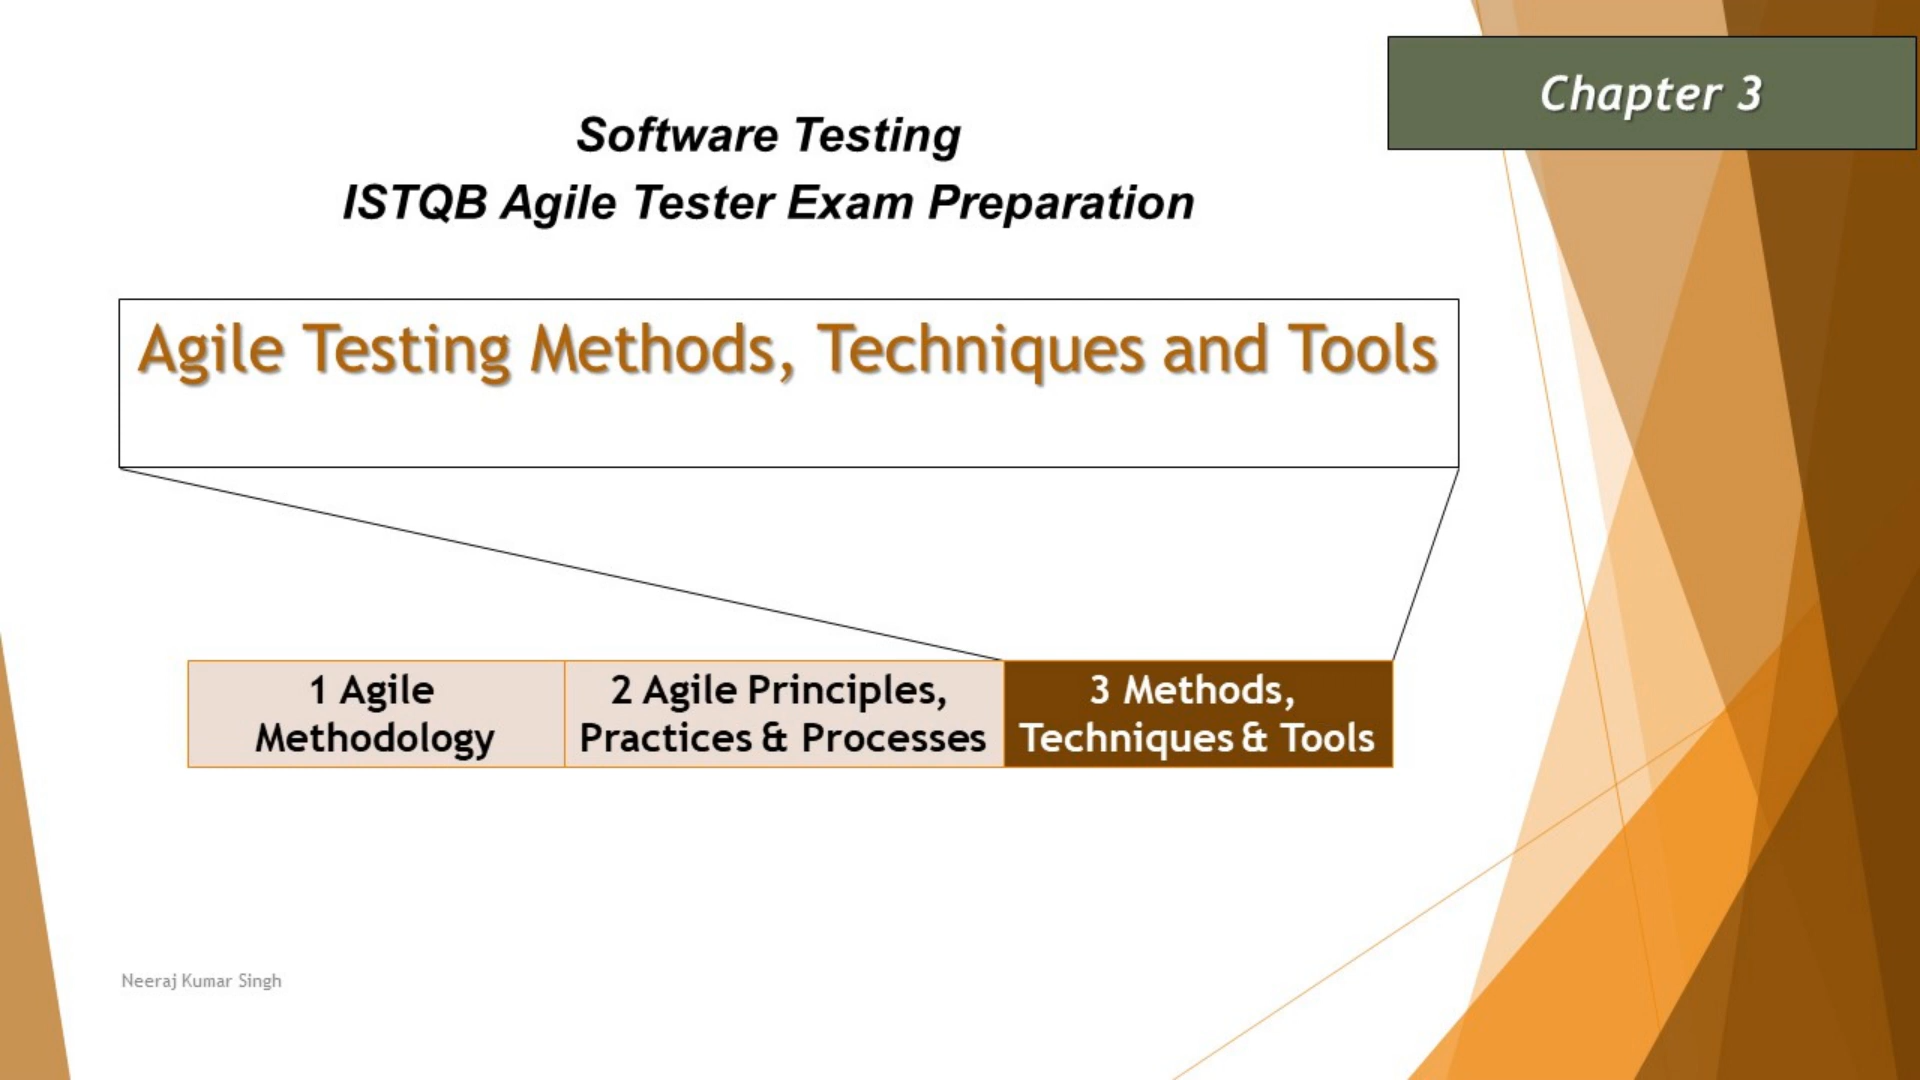 Chapter 3
Software Testing
ISTQB Agile Tester Exam Preparation
Agile Testing Methods, Techniques and Tools
1 Agile
Methodology
2 Agile Principles,
Practices & Processes
3 Methods,
Techniques & Tools
Neeraj Kumar Singh